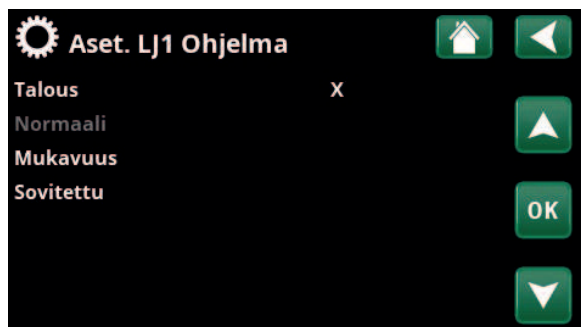 Aset. LJ1 Ohjelma
Talous X
Normaali
Mukavuus
Sovitettu
OK